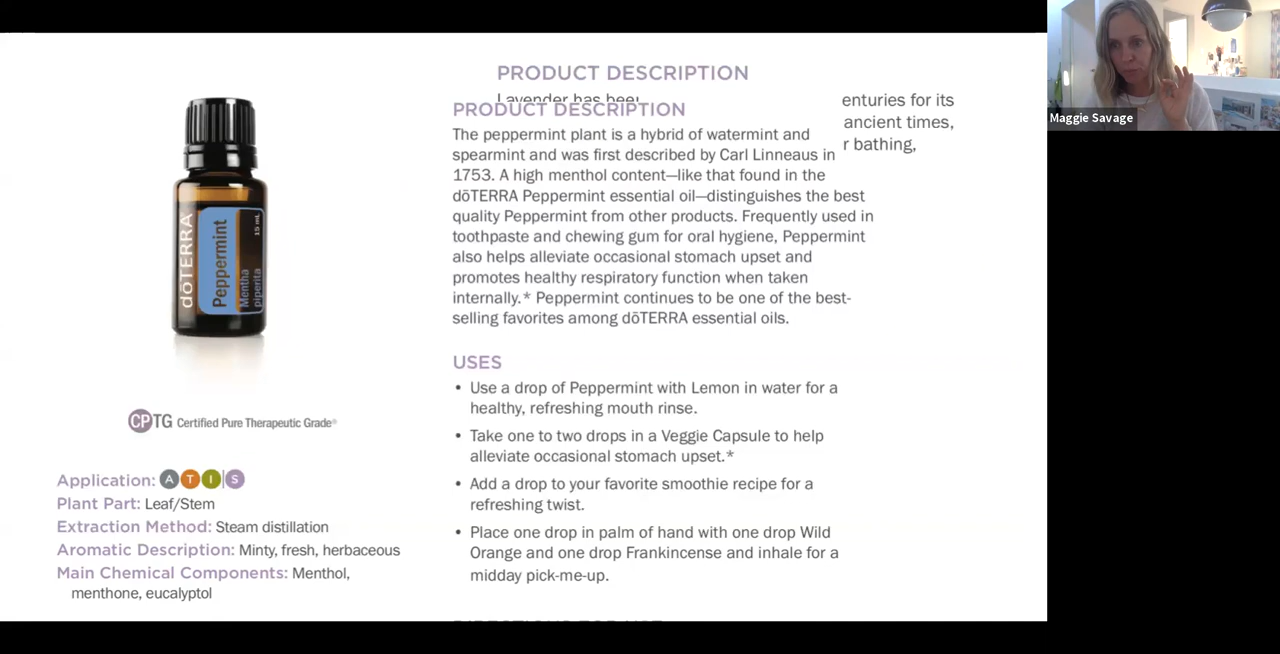 PRODUCT DESCRIPTION
Lavender has been
enturies for its
ancient times,
r bathing,
PRODUCT DESCRIPTION
The peppermint plant is a hybrid of watermint and
spearmint and was first described by Carl Linneaus in
1753. A high menthol content—like that found in the
dōTERRA Peppermint essential oil—distinguishes the best
quality Peppermint from other products. Frequently used in
toothpaste and chewing gum for oral hygiene, Peppermint
also helps alleviate occasional stomach upset and
promotes healthy respiratory function when taken
internally.* Peppermint continues to be one of the best-
selling favorites among dōTERRA essential oils.
USES
• Use a drop of Peppermint with Lemon in water for a
healthy, refreshing mouth rinse.
• Take one to two drops in a Veggie Capsule to help
alleviate occasional stomach upset.*
• Add a drop to your favorite smoothie recipe for a
refreshing twist.
• Place one drop in palm of hand with one drop Wild
Orange and one drop Frankincense and inhale for a
midday pick-me-up.
dōTERRA
Peppermint
15 mL
Mentha
piperita
CPTG Certified Pure Therapeutic Grade®
Application: A T I S
Plant Part: Leaf/Stem
Extraction Method: Steam distillation
Aromatic Description: Minty, fresh, herbaceous
Main Chemical Components: Menthol,
menthone, eucalyptol
Maggie Savage